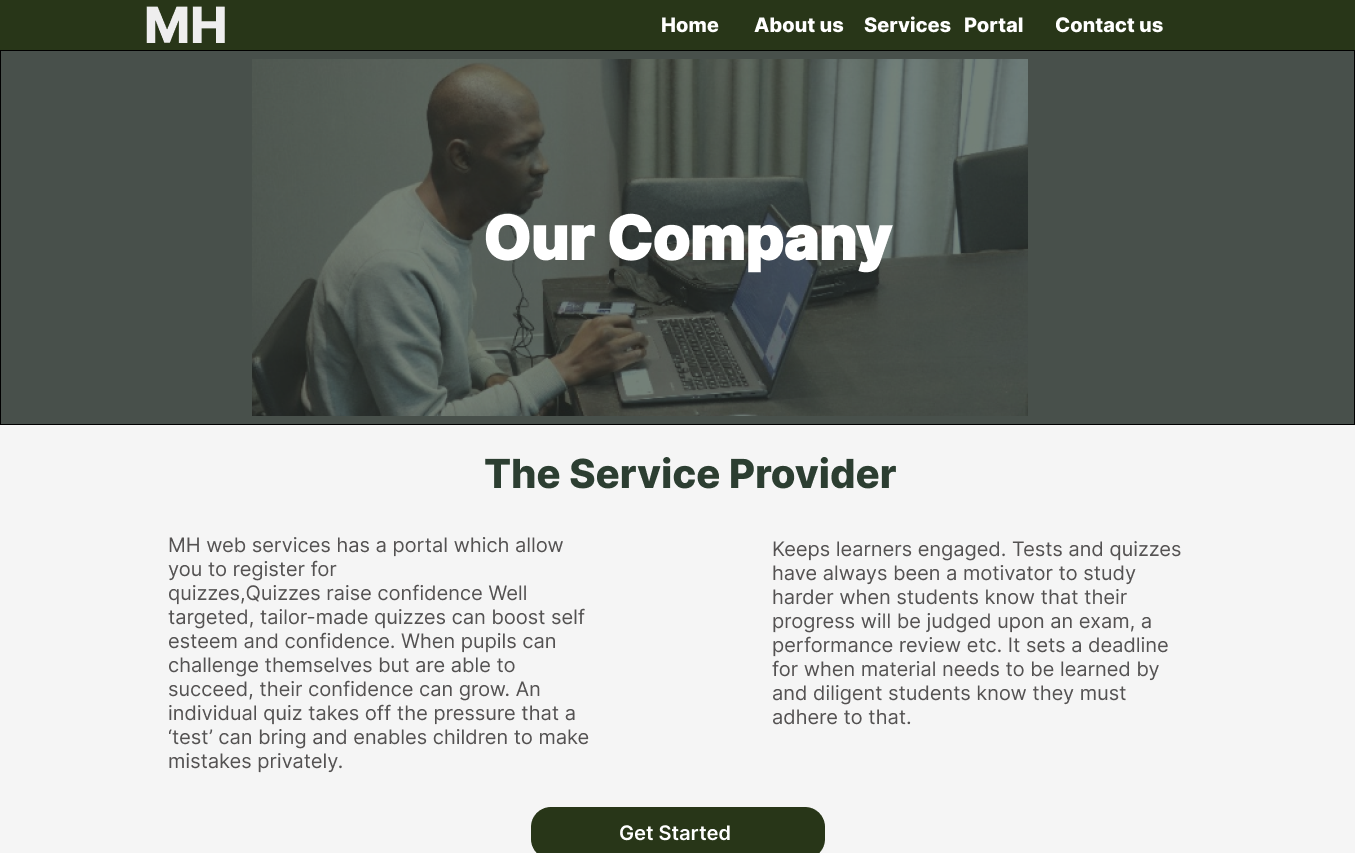 MH
Home About us Services Portal Contact us
Our Company
The Service Provider
MH web services has a portal which allow
you to register for
quizzes,Quizzes raise confidence Well
targeted, tailor-made quizzes can boost self
esteem and confidence. When pupils can
challenge themselves but are able to
succeed, their confidence can grow. An
individual quiz takes off the pressure that a
‘test’ can bring and enables children to make
mistakes privately.
Keeps learners engaged. Tests and quizzes
have always been a motivator to study
harder when students know that their
progress will be judged upon an exam, a
performance review etc. It sets a deadline
for when material needs to be learned by
and diligent students know they must
adhere to that.
Get Started